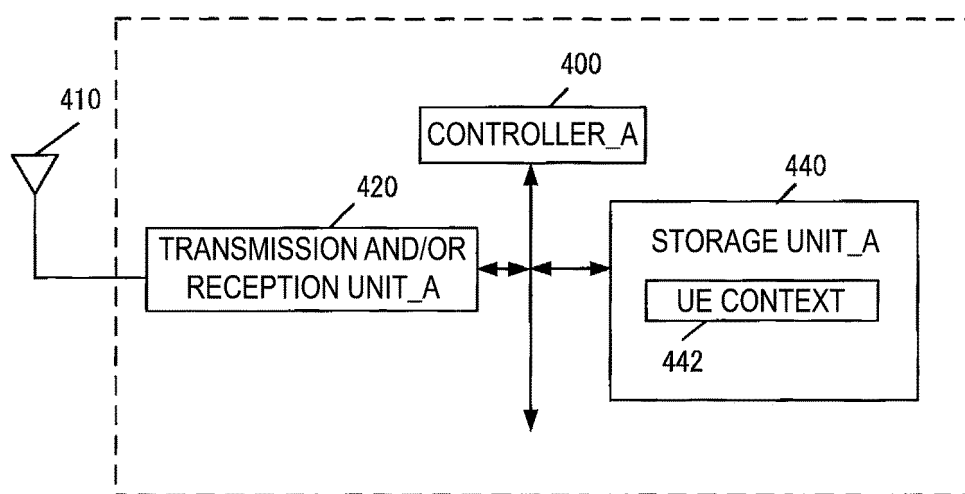 400
410
CONTROLLER_A
420
440
TRANSMISSION AND/OR
RECEPTION UNIT_A
STORAGE UNIT_A
UE CONTEXT
442